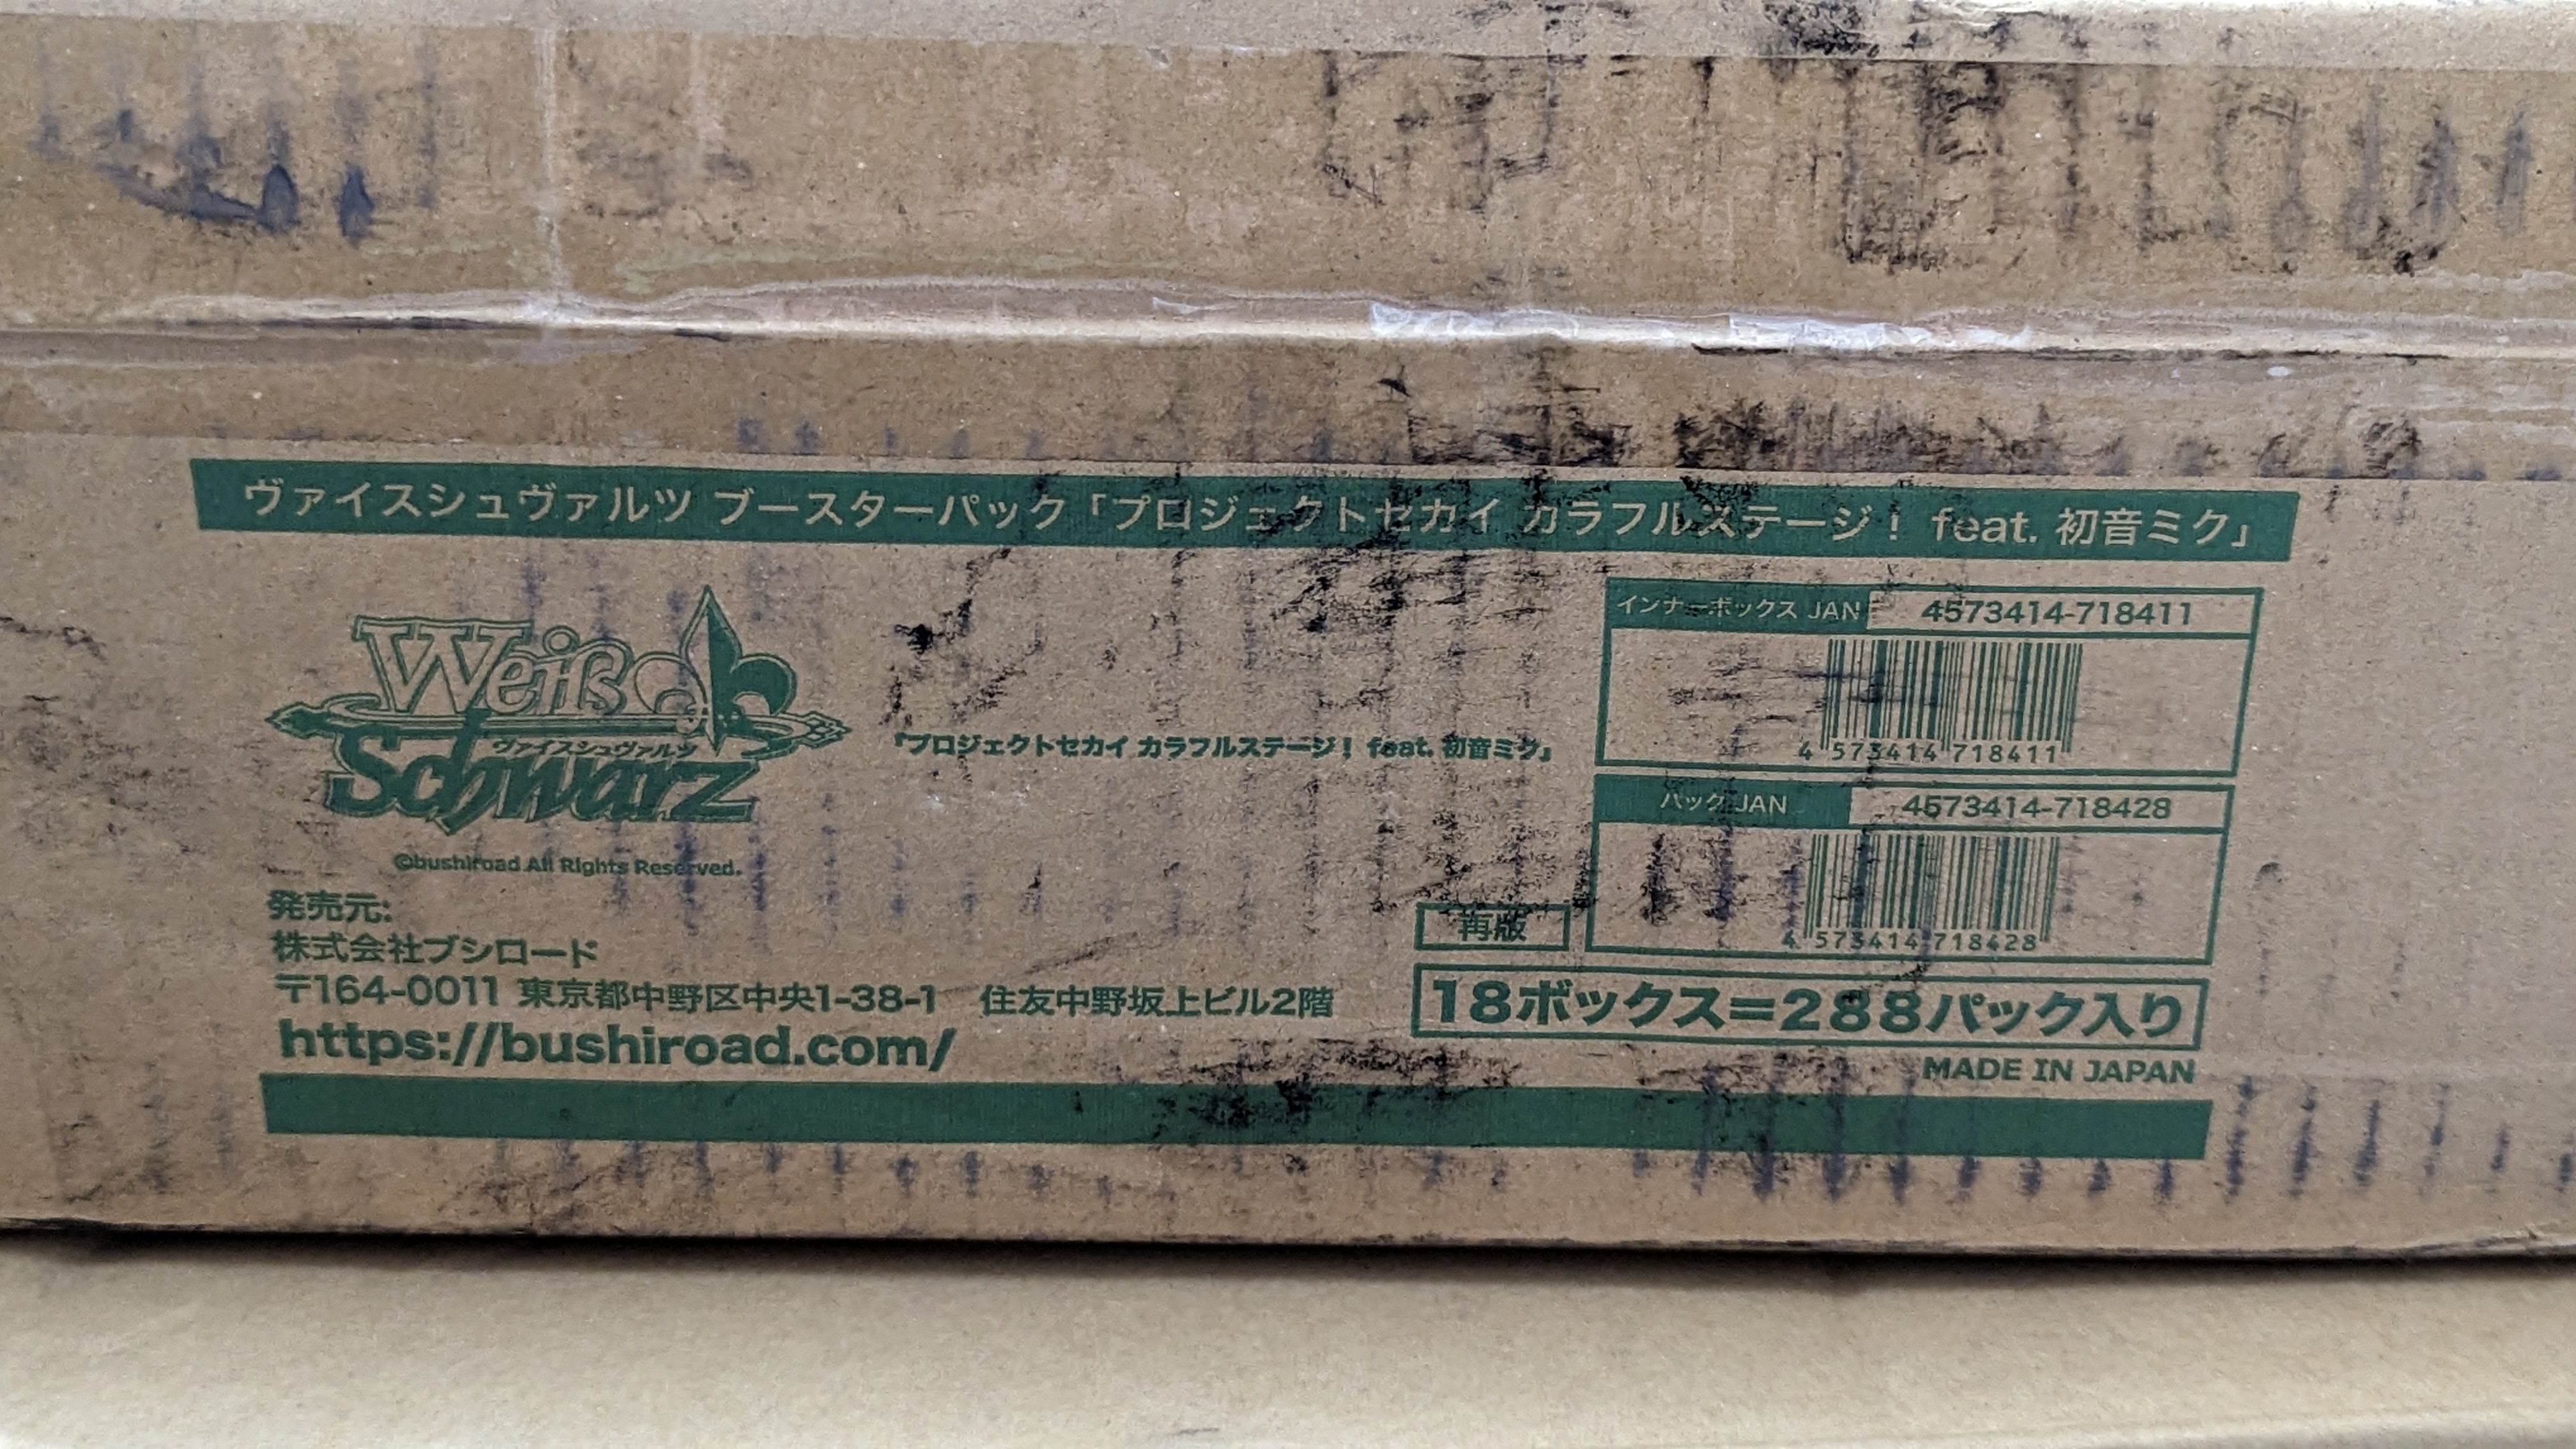 ヴァイスシュヴァルツ ブースターパック「プロジェクトセカイ カラフルステージ！ feat. 初音ミク」
Weiß
ヴァイスシュヴァルツ
Schwarz
「プロジェクトセカイ カラフルステージ！ feat. 初音ミク」
©bushiroad All Rights Reserved.
発売元:
株式会社ブシロード
〒164-0011 東京都中野区中央1-38-1 住友中野坂上ビル2階
https://bushiroad.com/
インナーボックス JAN 4573414-718411
4 573414 718411
パック JAN 4573414-718428
4 573414 718428
再版
18ボックス=288パック入り
MADE IN JAPAN